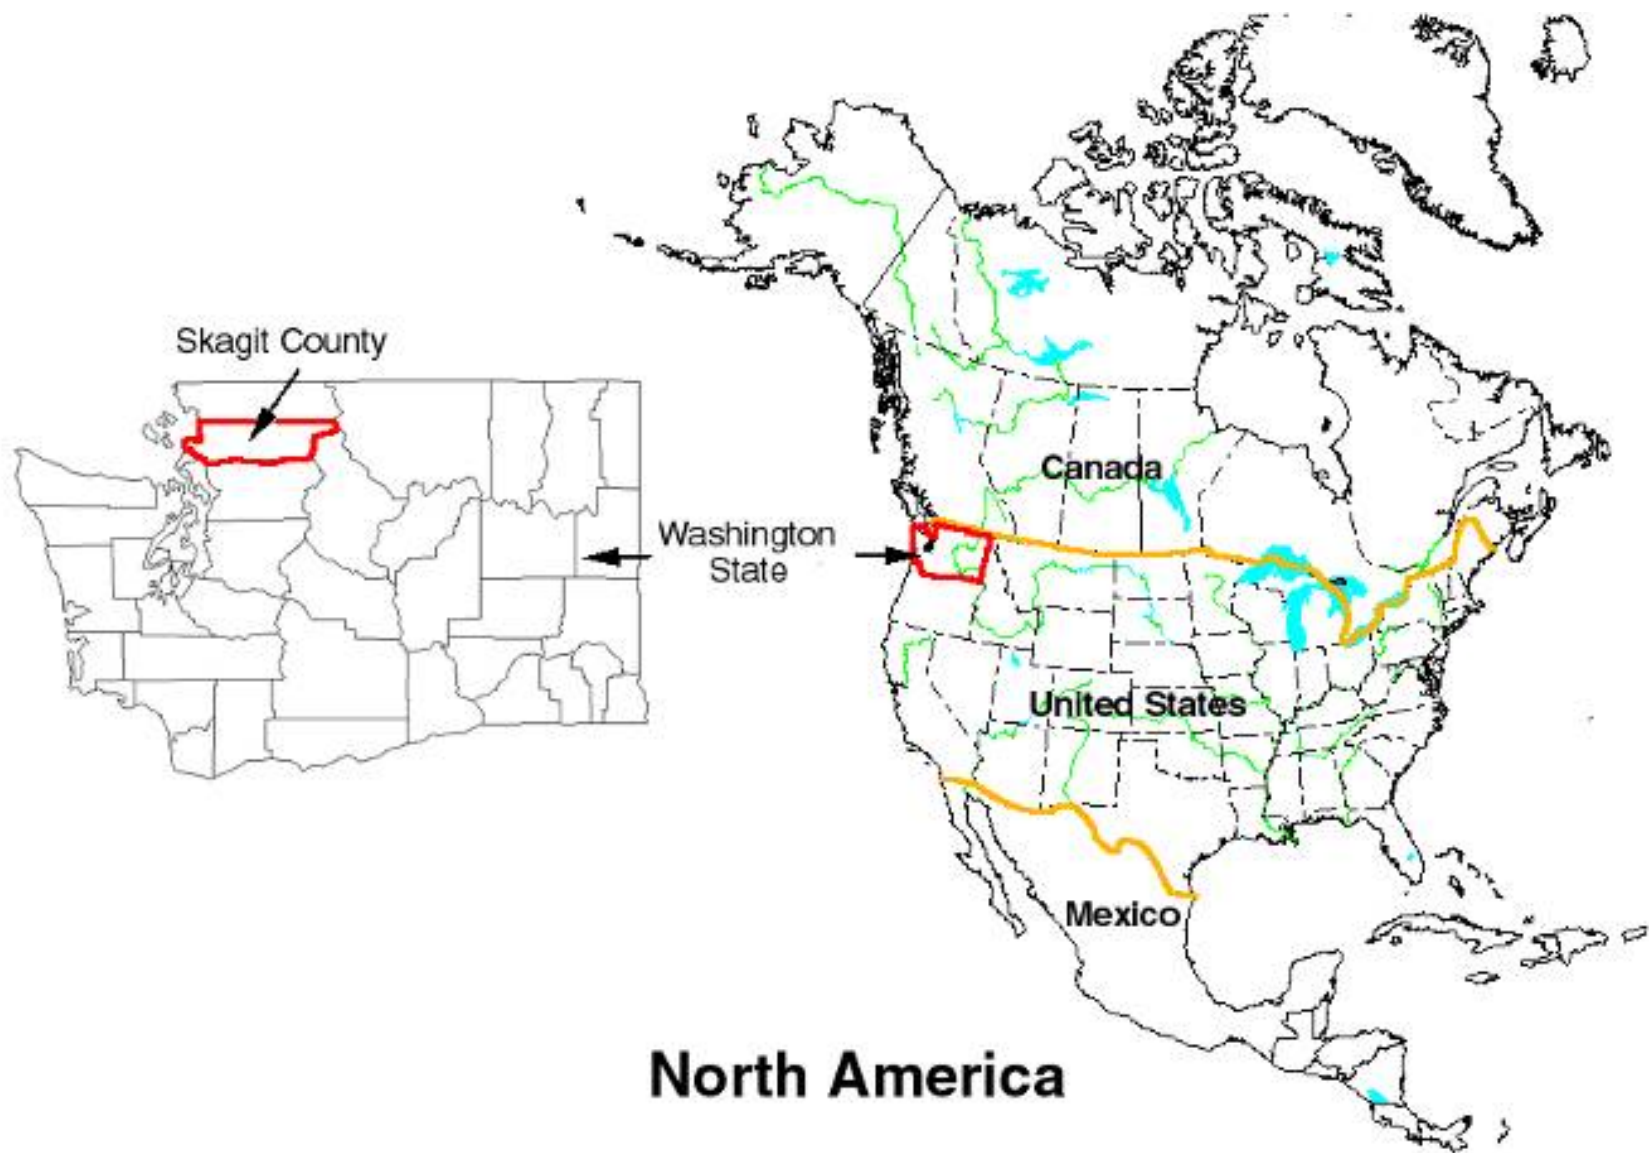 Skagit County
Canada
Washington
State
United States
Mexico
North America